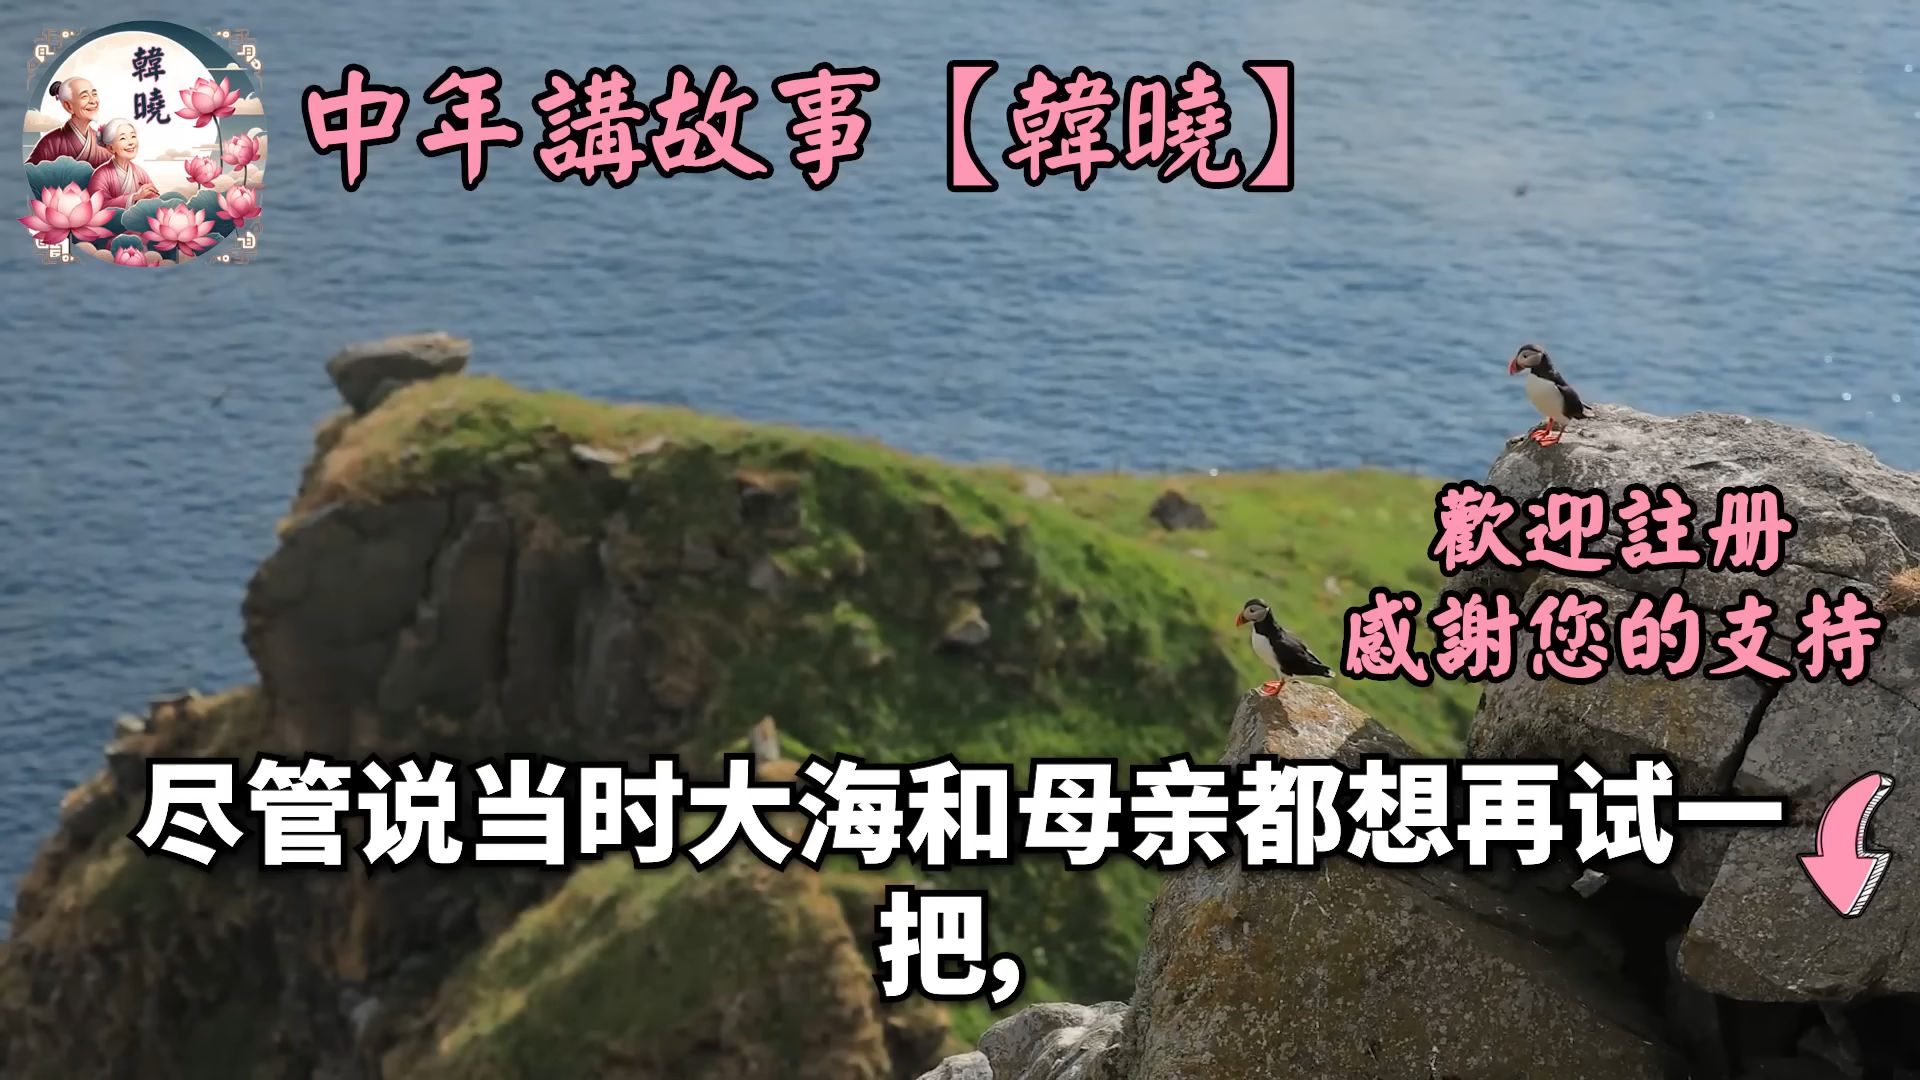 韓
曉
中年講故事【韓曉】
歡迎註册
感謝您的支持
尽管说当时大海和母亲都想再试一
把,